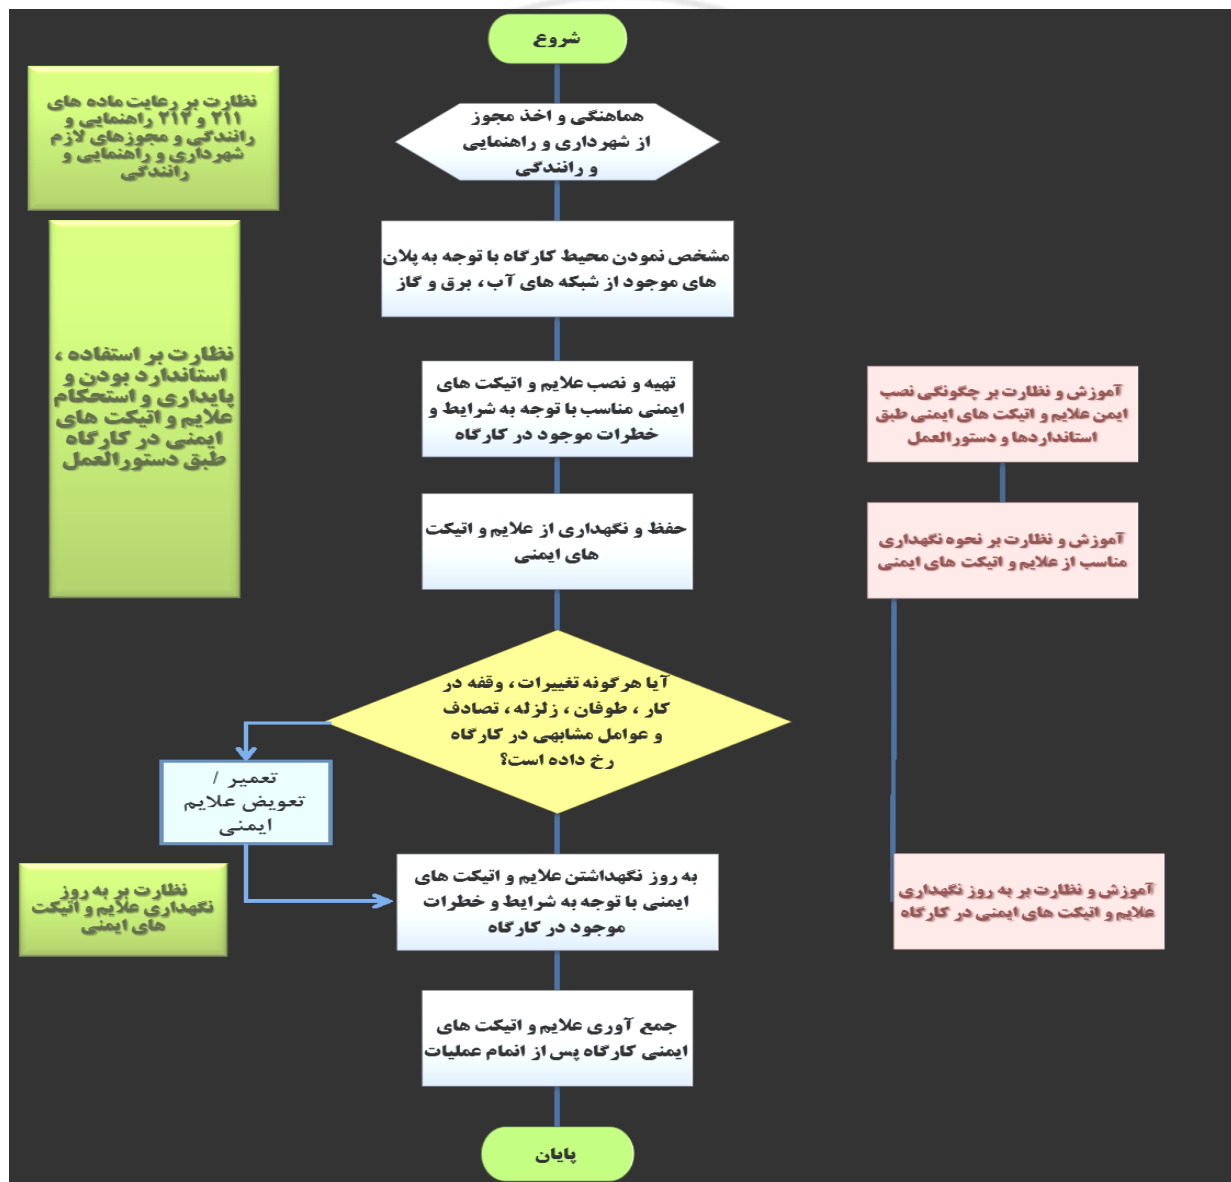 شروع
هماهنگی و اخذ مجوز
از شهرداری و راهنمایی
و رانندگی
مشخص نمودن محیط کارگاه با توجه به پلان
های موجود از شبکه های آب ، برق و گاز
تهیه و نصب علایم و اتیکت های
ایمنی مناسب با توجه به شرایط و
خطرات موجود در کارگاه
حفظ و نگهداری از علایم و اتیکت
های ایمنی
آیا هرگونه تغییرات ، وقفه در
کار ، طوفان ، زلزله ، تصادف
و عوامل مشابهی در کارگاه
رخ داده است؟
تعمیر /
تعویض علایم
ایمنی
به روز نگهداشتن علایم و اتیکت های
ایمنی با توجه به شرایط و خطرات
موجود در کارگاه
جمع آوری علایم و اتیکت های
ایمنی کارگاه پس از اتمام عملیات
پایان
آموزش و نظارت بر چگونگی نصب
ایمن علایم و اتیکت های ایمنی طبق
استانداردها و دستورالعمل
آموزش و نظارت بر نحوه نگهداری
مناسب از علایم و اتیکت های ایمنی
آموزش و نظارت بر به روز نگهداری
علایم و اتیکت های ایمنی در کارگاه
نظارت بر رعایت ماده های
۲۱۱ و ۲۱۲ راهنمایی و
رانندگی و مجوزهای لازم
شهرداری و راهنمایی و
رانندگی
نظارت بر استفاده ،
استاندارد بودن و
پایداری و استحکام
علایم و اتیکت های
ایمنی در کارگاه
طبق دستورالعمل
نظارت بر به روز
نگهداری علایم و اتیکت
های ایمنی